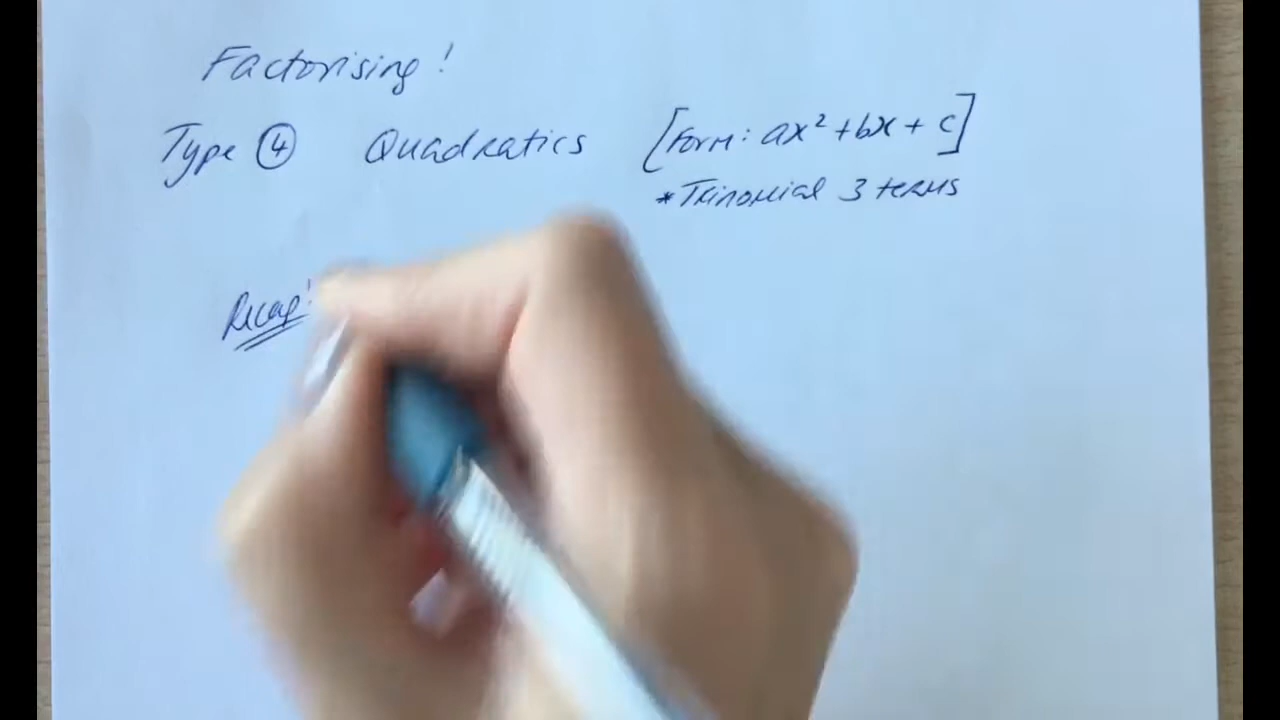 Factorising!
Type ④ Quadratics [Form: ax² + bx + c]
*Trinomial 3 terms
Recap!